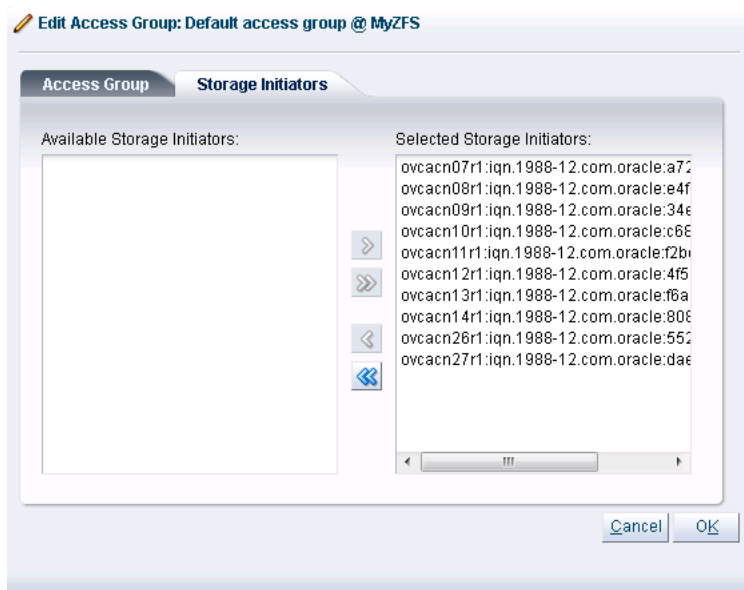 Edit Access Group: Default access group @ MyZFS
Access Group
Storage Initiators
Available Storage Initiators:
Selected Storage Initiators:
ovcacn07r1:iqn.1988-12.com.oracle:a72
ovcacn08r1:iqn.1988-12.com.oracle:e4f
ovcacn09r1:iqn.1988-12.com.oracle:34e
ovcacn10r1:iqn.1988-12.com.oracle:c68
ovcacn11r1:iqn.1988-12.com.oracle:f2b
ovcacn12r1:iqn.1988-12.com.oracle:4f5
ovcacn13r1:iqn.1988-12.com.oracle:f6a
ovcacn14r1:iqn.1988-12.com.oracle:808
ovcacn26r1:iqn.1988-12.com.oracle:552
ovcacn27r1:iqn.1988-12.com.oracle:dae
Cancel
OK